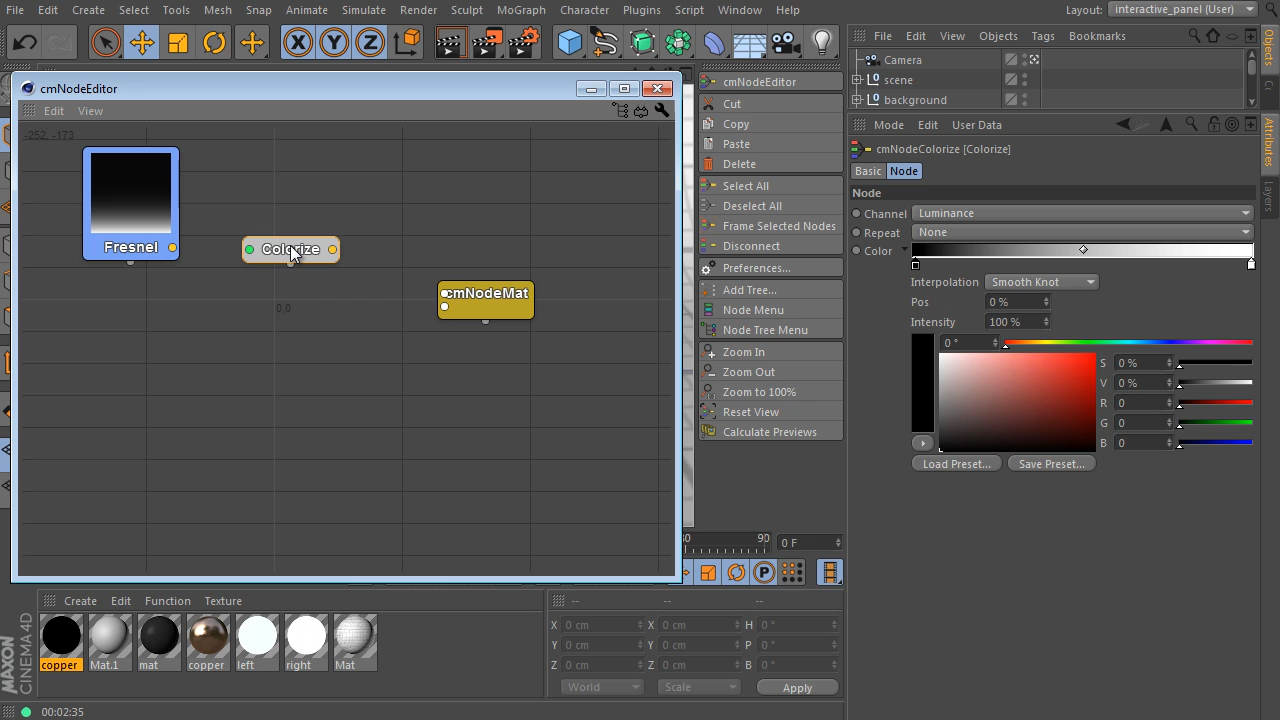 File Edit Create Select Tools Mesh Snap Animate Simulate Render Sculpt MoGraph Character Plugins Script Window Help Layout: interactive_panel (User)
X Y Z
File Edit View Objects Tags Bookmarks
Objects
Camera
scene
background
cmNodeEditor
Edit View
-252, -173
Fresnel
Colorize
cmNodeMat
0,0
cmNodeEditor
Cut
Copy
Paste
Delete
Select All
Deselect All
Frame Selected Nodes
Disconnect
Preferences...
Add Tree...
Node Menu
Node Tree Menu
Zoom In
Zoom Out
Zoom to 100%
Reset View
Calculate Previews
Mode Edit User Data
Attributes
Layers
cmNodeColorize [Colorize]
Basic Node
Node
Channel Luminance
Repeat None
Color
Interpolation Smooth Knot
Pos 0 %
Intensity 100 %
0 °
S 0 %
V 0 %
R 0
G 0
B 0
Load Preset... Save Preset...
90 0 F
P
Create Edit Function Texture
copper Mat.1 mat copper left right Mat
-- -- --
X 0 cm X 0 cm H 0 °
Y 0 cm Y 0 cm P 0 °
Z 0 cm Z 0 cm B 0 °
World Scale Apply
MAXON
CINEMA 4D
00:02:35